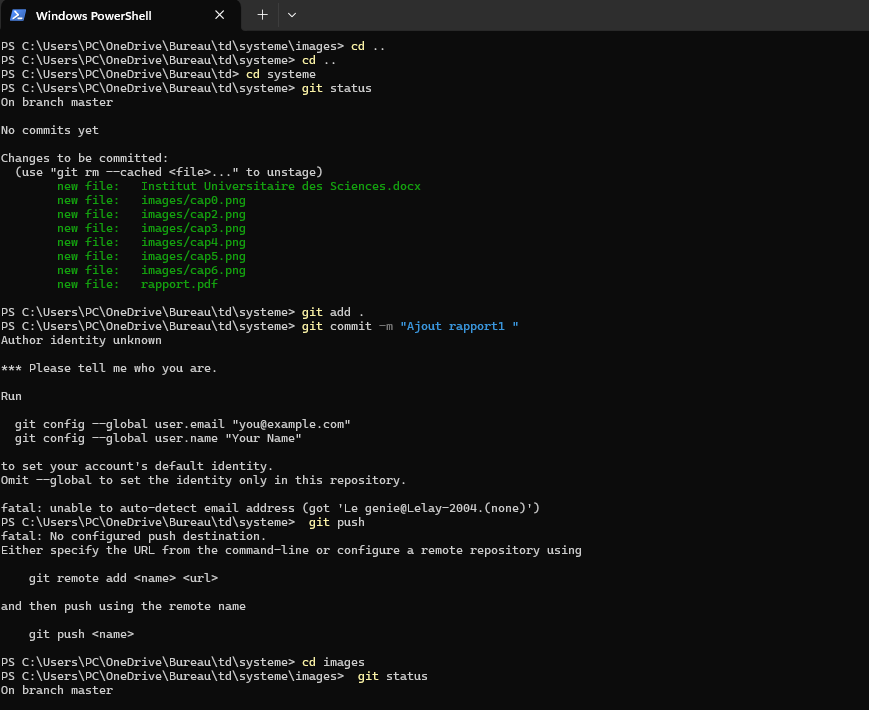 Windows PowerShell
PS C:\Users\PC\OneDrive\Bureau\td\systeme\images> cd ..
PS C:\Users\PC\OneDrive\Bureau\td\systeme> cd ..
PS C:\Users\PC\OneDrive\Bureau\td> cd systeme
PS C:\Users\PC\OneDrive\Bureau\td\systeme> git status
On branch master

No commits yet

Changes to be committed:
  (use "git rm --cached <file>..." to unstage)
        new file:   Institut Universitaire des Sciences.docx
        new file:   images/cap0.png
        new file:   images/cap2.png
        new file:   images/cap3.png
        new file:   images/cap4.png
        new file:   images/cap5.png
        new file:   images/cap6.png
        new file:   rapport.pdf

PS C:\Users\PC\OneDrive\Bureau\td\systeme> git add .
PS C:\Users\PC\OneDrive\Bureau\td\systeme> git commit -m "Ajout rapport1 "
Author identity unknown

*** Please tell me who you are.

Run

  git config --global user.email "you@example.com"
  git config --global user.name "Your Name"

to set your account's default identity.
Omit --global to set the identity only in this repository.

fatal: unable to auto-detect email address (got 'Le genie@Lelay-2004.(none)')
PS C:\Users\PC\OneDrive\Bureau\td\systeme>  git push
fatal: No configured push destination.
Either specify the URL from the command-line or configure a remote repository using

    git remote add <name> <url>

and then push using the remote name

    git push <name>

PS C:\Users\PC\OneDrive\Bureau\td\systeme> cd images
PS C:\Users\PC\OneDrive\Bureau\td\systeme\images>  git status
On branch master